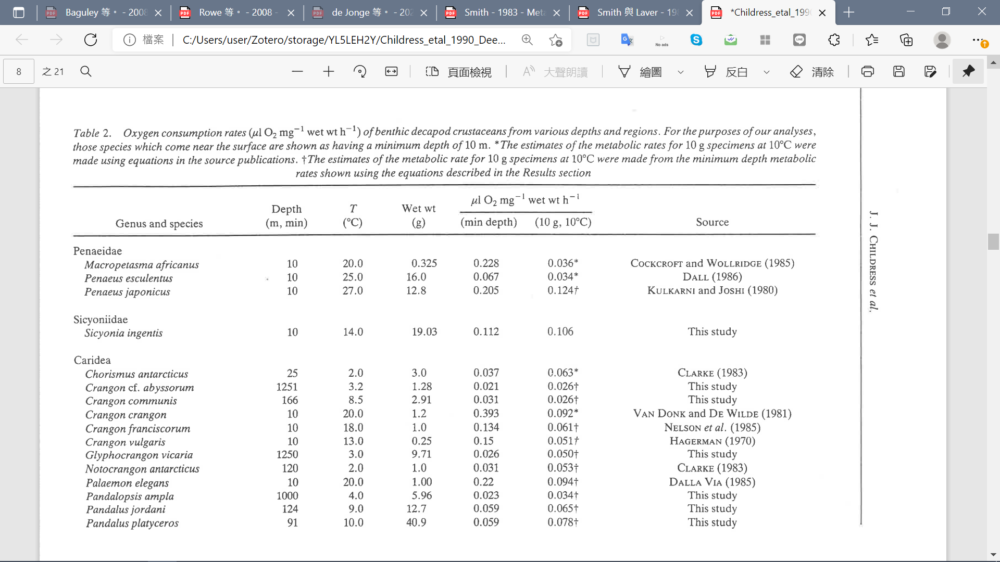 Baguley 等。 - 2008
Rowe 等。 - 2008 -
de Jonge 等。 - 202
Smith - 1983 - Meta
Smith 與 Laver - 19
*Childress_etal_199
檔案
C:/Users/user/Zotero/storage/YL5LEH2Y/Childress_etal_1990_Dee...
No ads
8 之 21
頁面檢視
大聲朗讀
繪圖
反白
清除
Table 2. Oxygen consumption rates (μl O₂ mg⁻¹ wet wt h⁻¹) of benthic decapod crustaceans from various depths and regions. For the purposes of our analyses,
those species which come near the surface are shown as having a minimum depth of 10 m. *The estimates of the metabolic rates for 10 g specimens at 10°C were
made using equations in the source publications. †The estimates of the metabolic rate for 10 g specimens at 10°C were made from the minimum depth metabolic
rates shown using the equations described in the Results section
μl O₂ mg⁻¹ wet wt h⁻¹
Depth T Wet wt
Genus and species (m, min) (°C) (g) (min depth) (10 g, 10°C) Source
Penaeidae
Macropetasma africanus 10 20.0 0.325 0.228 0.036* COCKCROFT and WOLLRIDGE (1985)
Penaeus esculentus 10 25.0 16.0 0.067 0.034* DALL (1986)
Penaeus japonicus 10 27.0 12.8 0.205 0.124† KULKARNI and JOSHI (1980)
Sicyoniidae
Sicyonia ingentis 10 14.0 19.03 0.112 0.106 This study
Caridea
Chorismus antarcticus 25 2.0 3.0 0.037 0.063* CLARKE (1983)
Crangon cf. abyssorum 1251 3.2 1.28 0.021 0.026† This study
Crangon communis 166 8.5 2.91 0.031 0.026† This study
Crangon crangon 10 20.0 1.2 0.393 0.092* VAN DONK and DE WILDE (1981)
Crangon franciscorum 10 18.0 1.0 0.134 0.061† NELSON et al. (1985)
Crangon vulgaris 10 13.0 0.25 0.15 0.051† HAGERMAN (1970)
Glyphocrangon vicaria 1250 3.0 9.71 0.026 0.050† This study
Notocrangon antarcticus 120 2.0 1.0 0.031 0.053† CLARKE (1983)
Palaemon elegans 10 20.0 1.00 0.22 0.094† DALLA VIA (1985)
Pandalopsis ampla 1000 4.0 5.96 0.023 0.034† This study
Pandalus jordani 124 9.0 12.7 0.059 0.065† This study
Pandalus platyceros 91 10.0 40.9 0.059 0.078† This study
J. J. CHILDRESS et al.